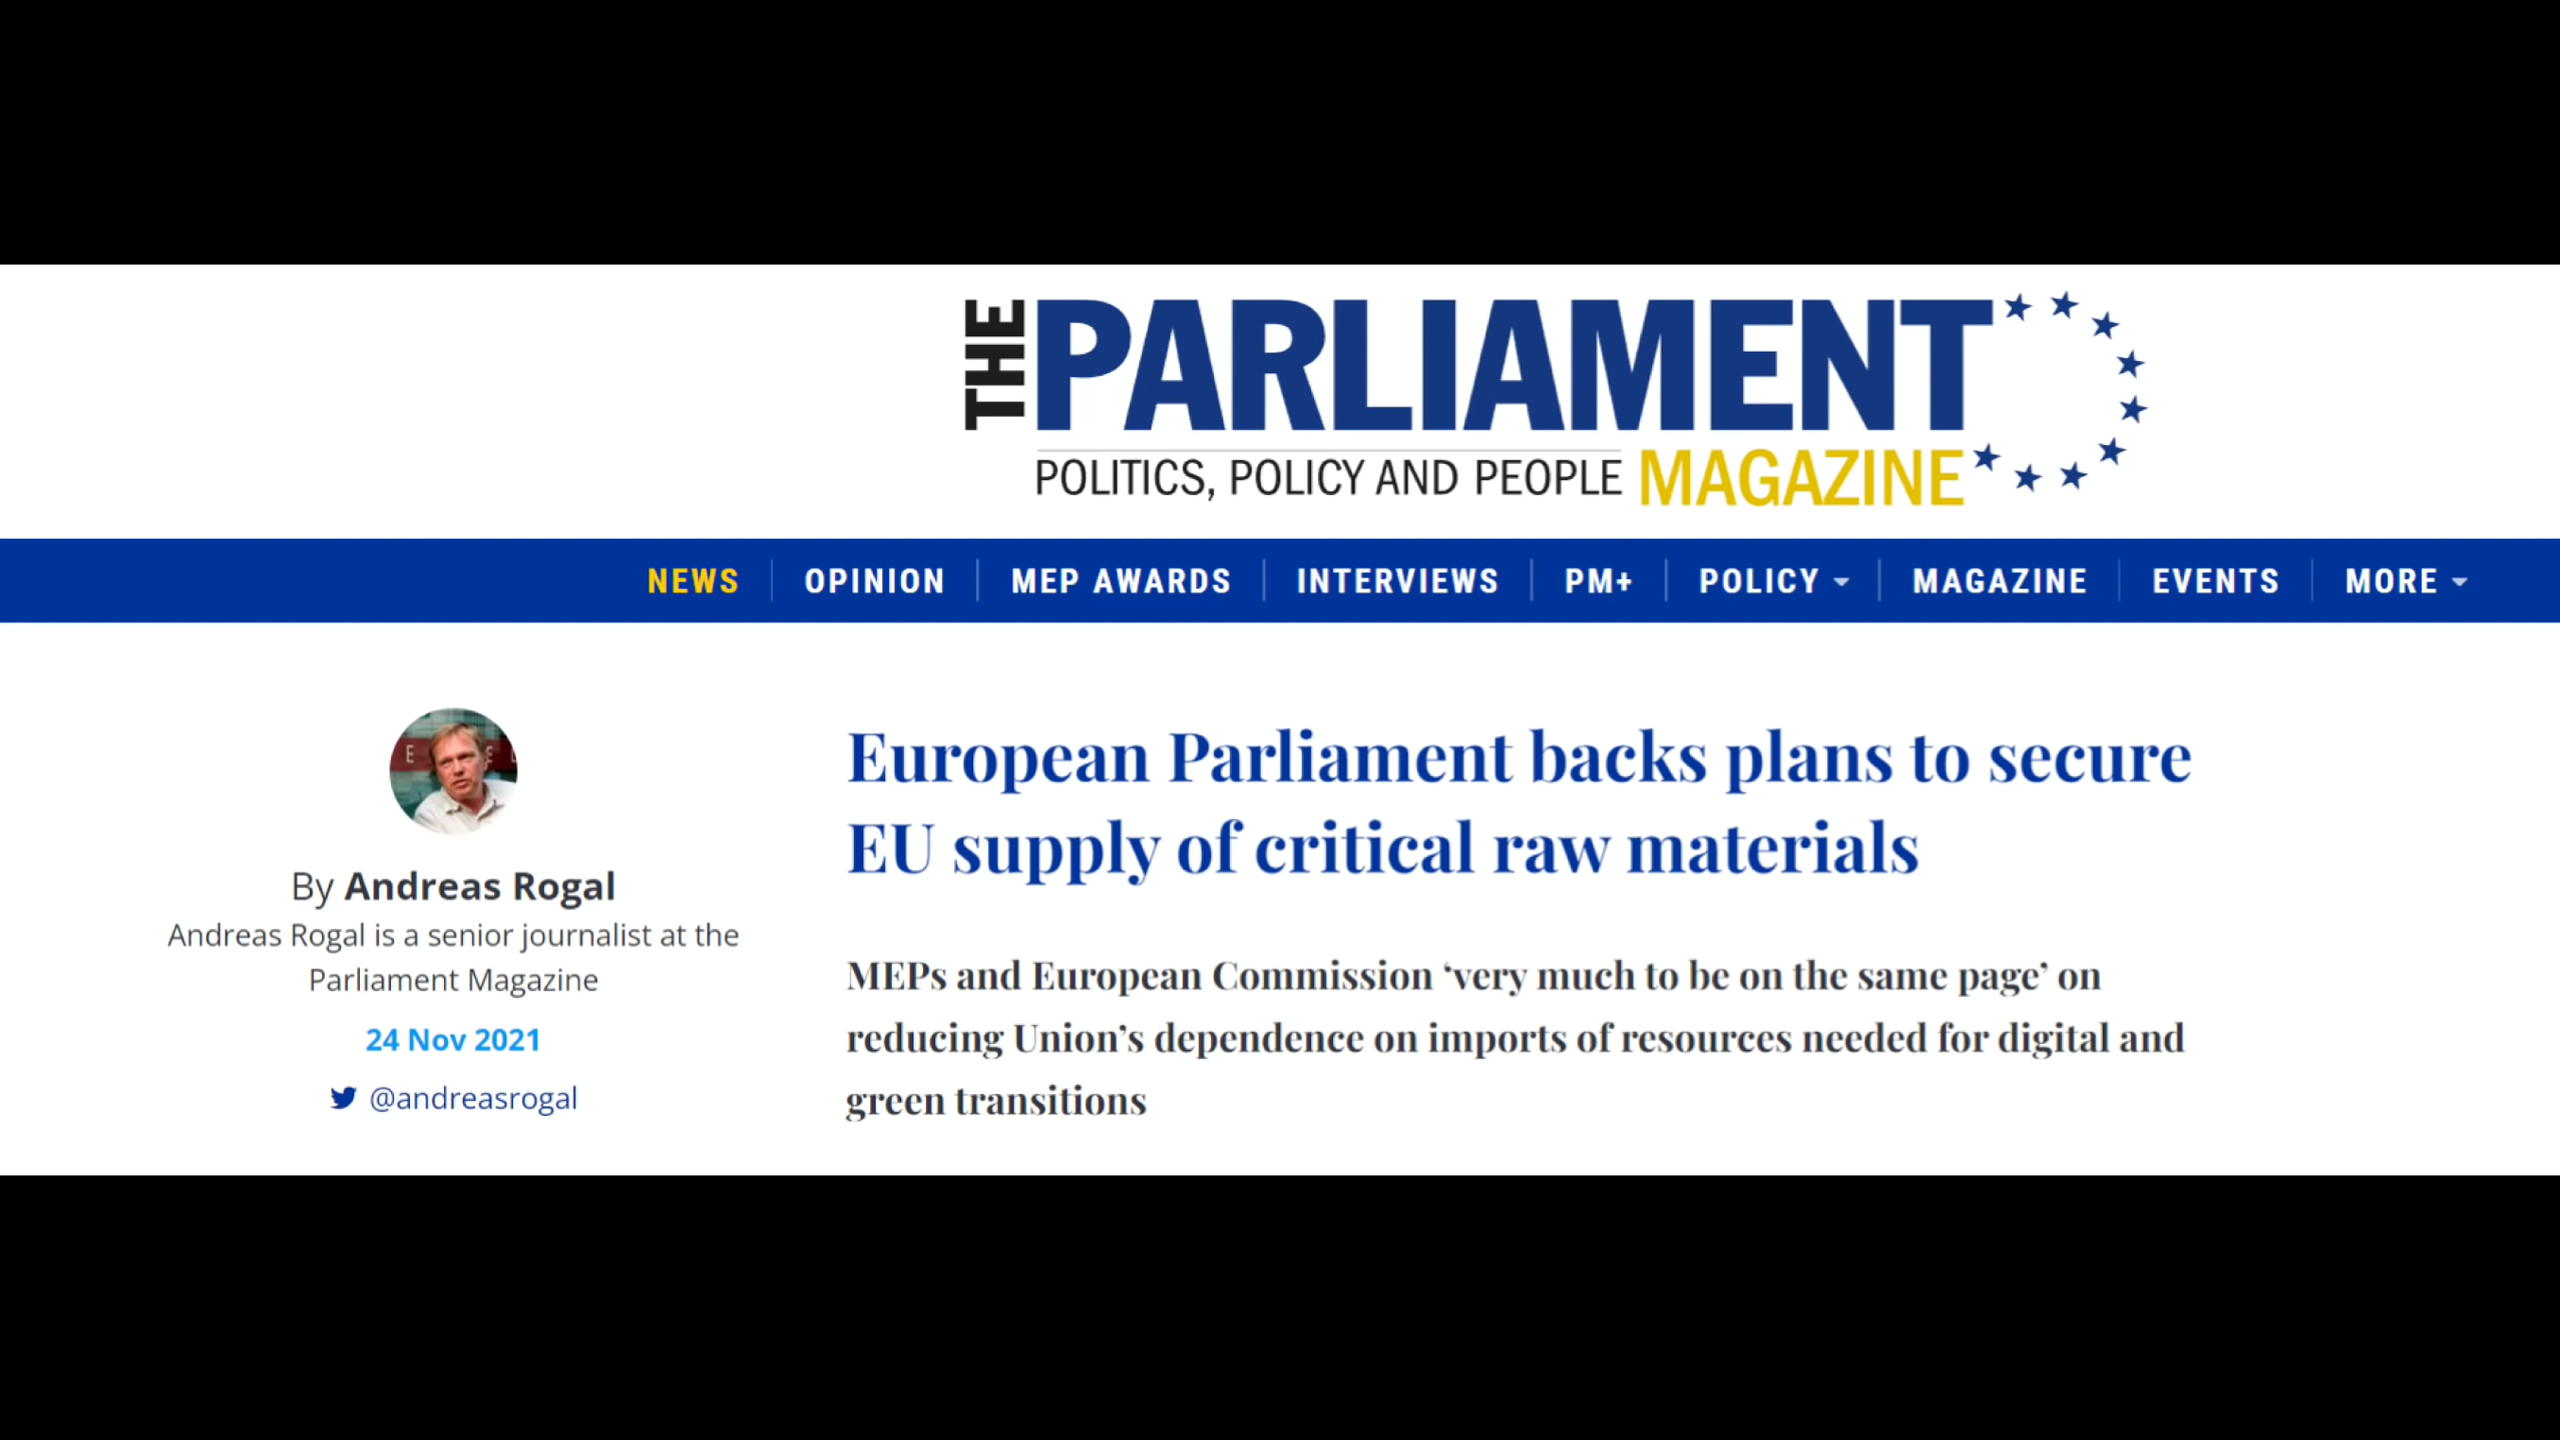 THE PARLIAMENT
POLITICS, POLICY AND PEOPLE MAGAZINE
NEWS OPINION MEP AWARDS INTERVIEWS PM+ POLICY MAGAZINE EVENTS MORE
By Andreas Rogal
Andreas Rogal is a senior journalist at the
Parliament Magazine
24 Nov 2021
@andreasrogal
European Parliament backs plans to secure
EU supply of critical raw materials
MEPs and European Commission ‘very much to be on the same page’ on
reducing Union’s dependence on imports of resources needed for digital and
green transitions